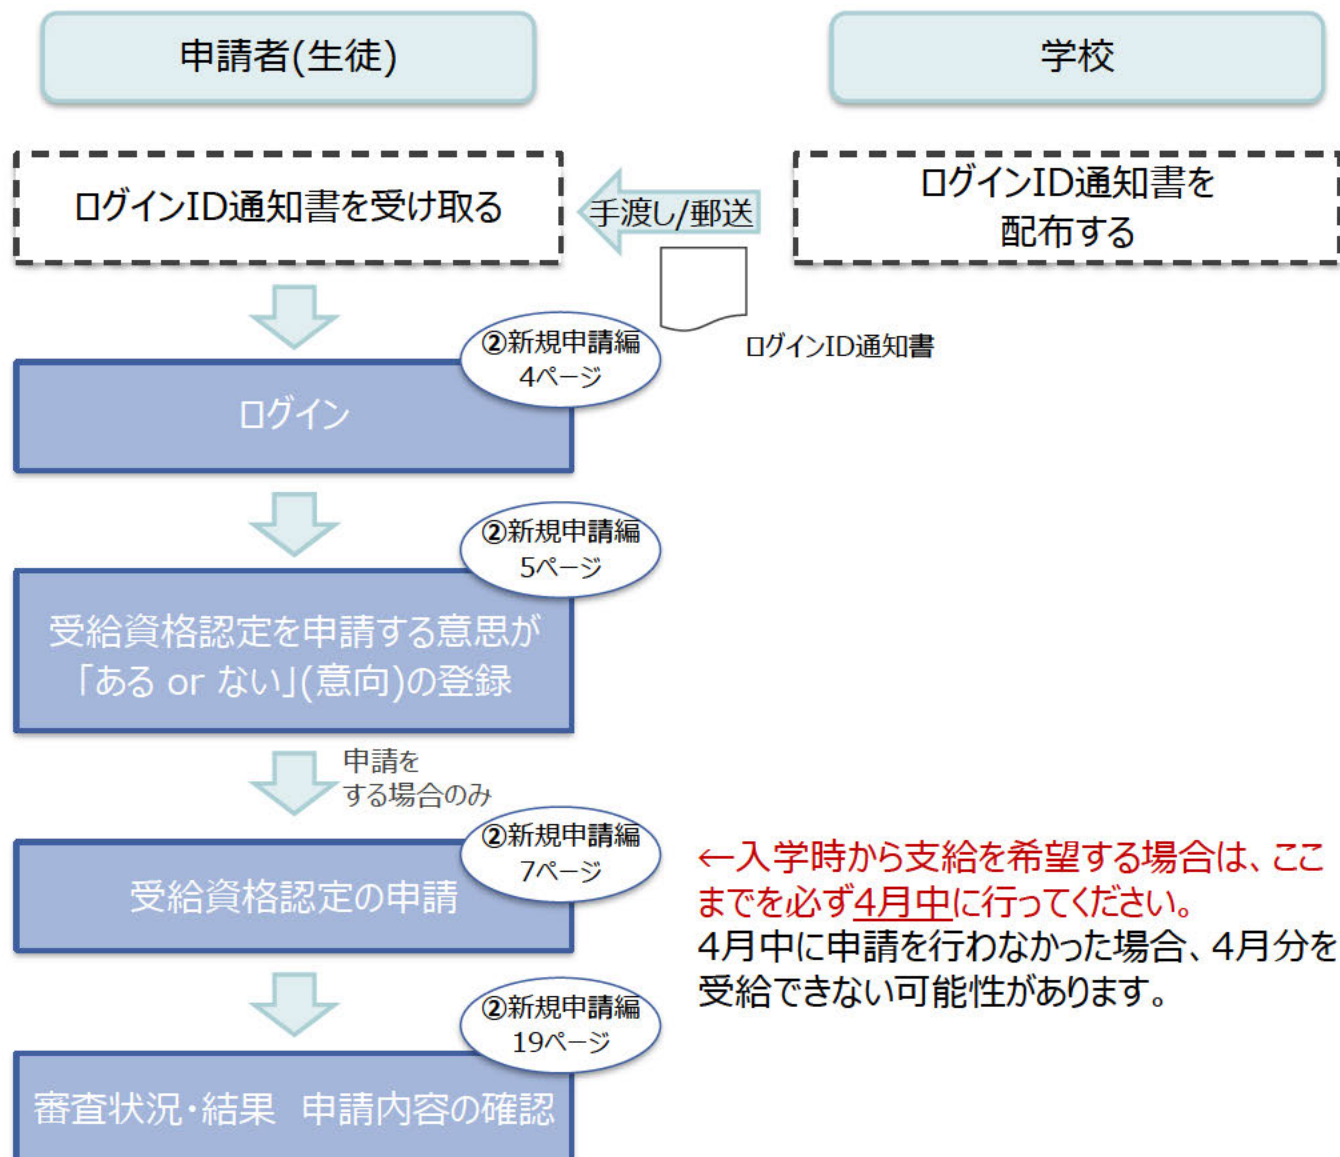 申請者(生徒)
学校
ログインID通知書を受け取る
手渡し/郵送
ログインID通知書を
配布する
ログインID通知書
②新規申請編
4ページ
ログイン
②新規申請編
5ページ
受給資格認定を申請する意思が
「ある or ない」(意向)の登録
申請を
する場合のみ
②新規申請編
7ページ
受給資格認定の申請
←入学時から支給を希望する場合は、ここ
までを必ず4月中に行ってください。
4月中に申請を行わなかった場合、4月分を
受給できない可能性があります。
②新規申請編
19ページ
審査状況・結果　申請内容の確認